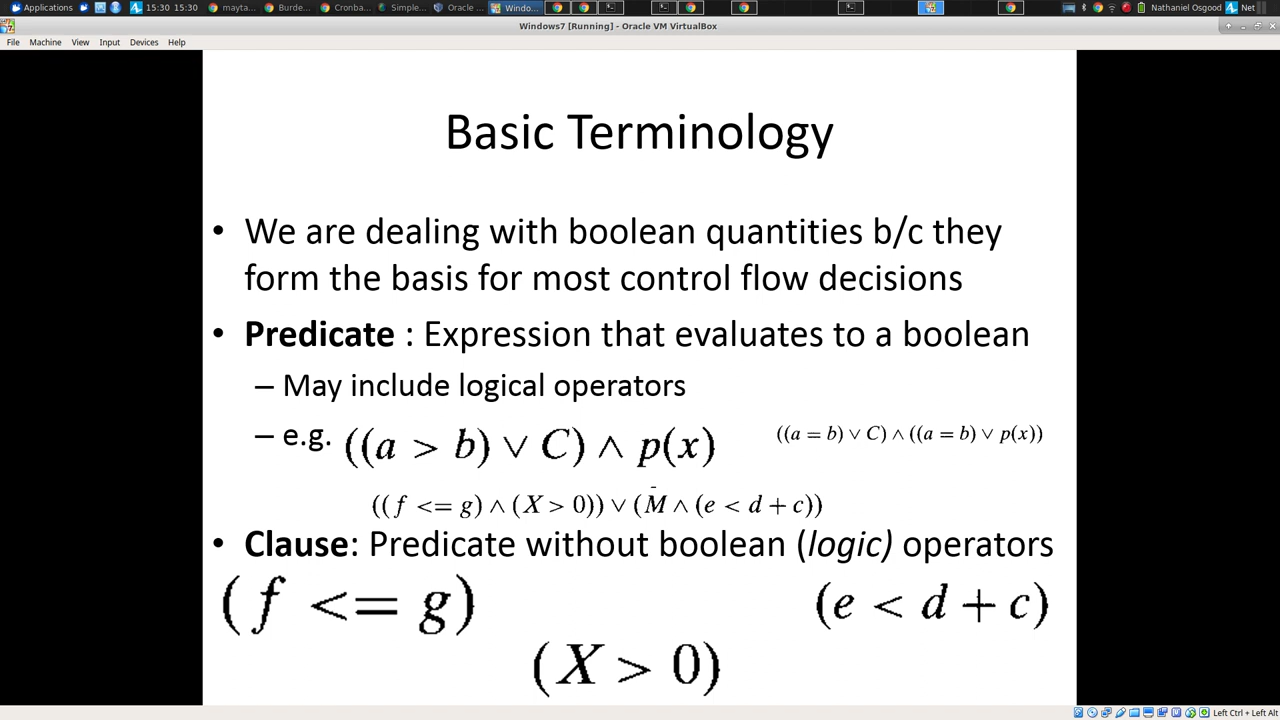 Applications 15:30 15:30 mayta... Burde... Cronba... Simple... Oracle ... Windo... Nathaniel Osgood Net
Windows7 [Running] - Oracle VM VirtualBox
File Machine View Input Devices Help
Basic Terminology
• We are dealing with boolean quantities b/c they
form the basis for most control flow decisions
• Predicate : Expression that evaluates to a boolean
– May include logical operators
– e.g. ((a > b) ∨ C) ∧ p(x) ((a = b) ∨ C) ∧ ((a = b) ∨ p(x))
((f <= g) ∧ (X > 0)) ∨ (M ∧ (e < d + c))
• Clause: Predicate without boolean (logic) operators
(f <= g) (e < d + c)
(X > 0)
Left Ctrl + Left Alt